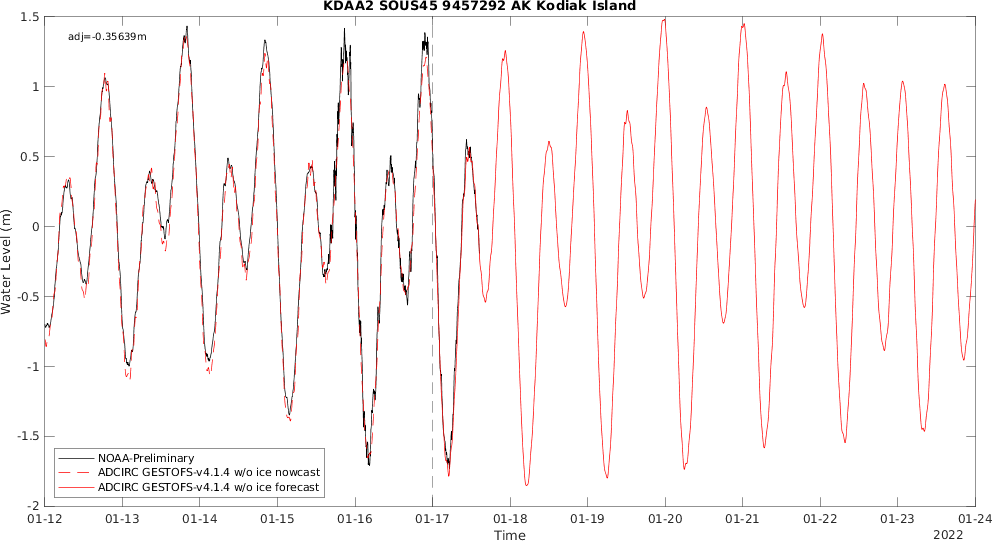 KDAA2 SOUS45 9457292 AK Kodiak Island
adj=-0.35639m
Water Level (m)
1.5
1
0.5
0
-0.5
-1
-1.5
-2
NOAA-Preliminary
ADCIRC GESTOFS-v4.1.4 w/o ice nowcast
ADCIRC GESTOFS-v4.1.4 w/o ice forecast
01-12 01-13 01-14 01-15 01-16 01-17 01-18 01-19 01-20 01-21 01-22 01-23 01-24
Time
2022